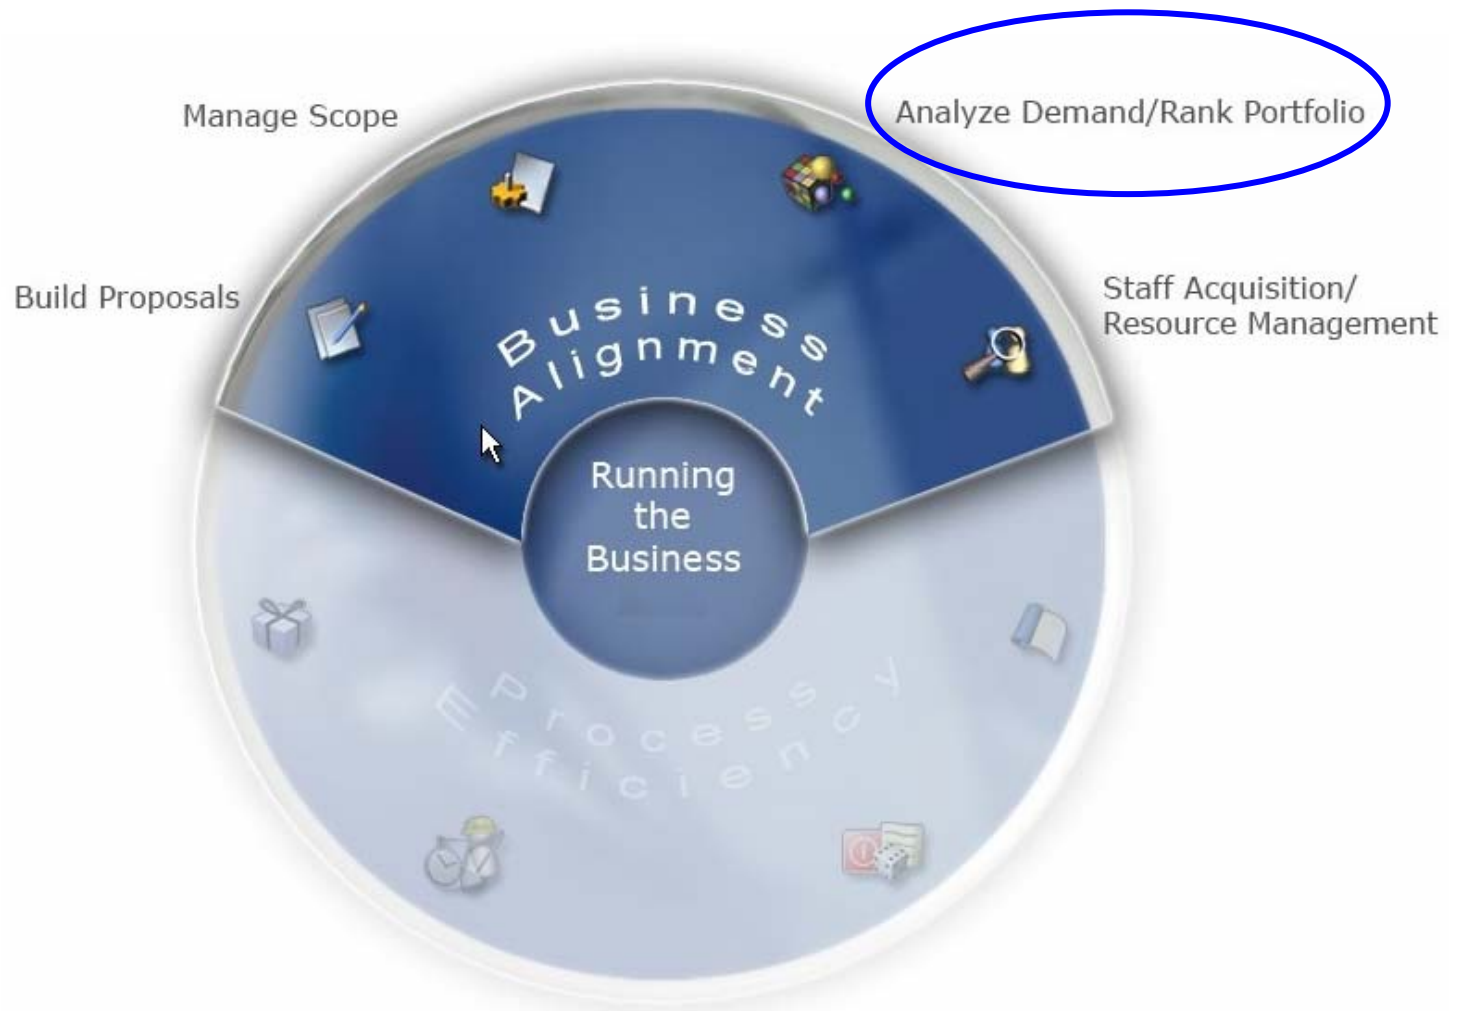 Manage Scope
Analyze Demand/Rank Portfolio
Build Proposals
Staff Acquisition/
Resource Management
Business
Alignment
Running
the
Business
Process
Efficiency